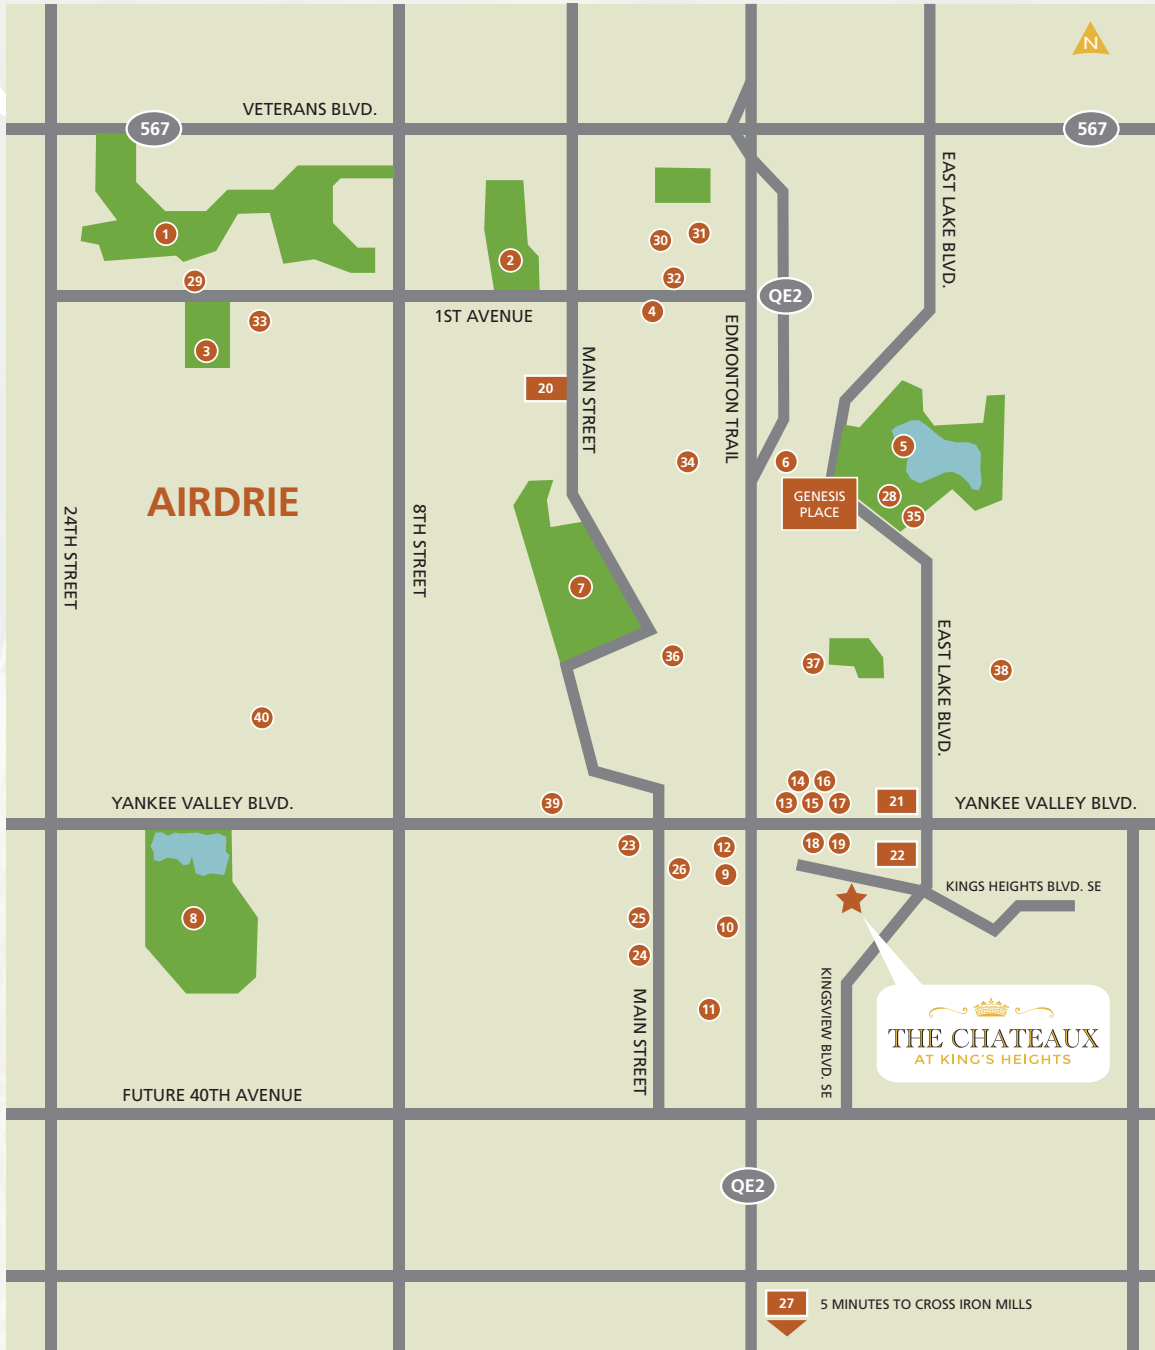 N
VETERANS BLVD.
567
567
EAST LAKE BLVD.
1
2
30
31
29
32
QE2
33
4
1ST AVENUE
3
EDMONTON TRAIL
MAIN STREET
20
5
34
6
AIRDRIE
GENESIS
PLACE
28
35
24TH STREET
8TH STREET
7
36
37
38
EAST LAKE BLVD.
40
14
16
39
13
15
17
21
YANKEE VALLEY BLVD.
YANKEE VALLEY BLVD.
23
12
18
19
22
26
9
KINGS HEIGHTS BLVD. SE
8
25
10
24
11
MAIN STREET
KINGSVIEW BLVD. SE
THE CHATEAUX
AT KING'S HEIGHTS
FUTURE 40TH AVENUE
QE2
27
5 MINUTES TO CROSS IRON MILLS